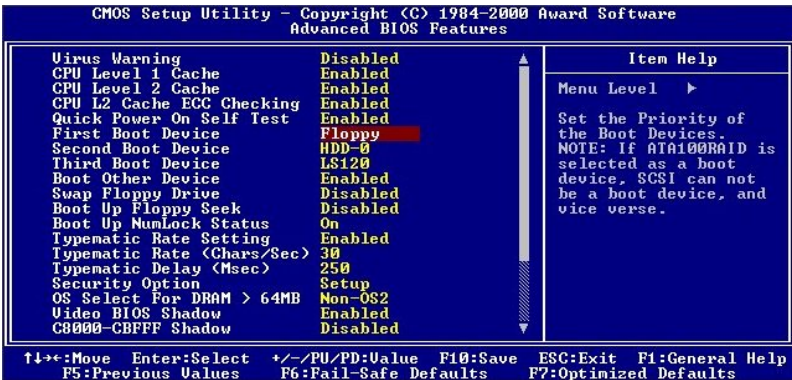 CMOS Setup Utility - Copyright (C) 1984-2000 Award Software
Advanced BIOS Features
Virus Warning Disabled
CPU Level 1 Cache Enabled
CPU Level 2 Cache Enabled
CPU L2 Cache ECC Checking Enabled
Quick Power On Self Test Enabled
First Boot Device Floppy
Second Boot Device HDD-0
Third Boot Device LS120
Boot Other Device Enabled
Swap Floppy Drive Disabled
Boot Up Floppy Seek Disabled
Boot Up NumLock Status On
Typematic Rate Setting Enabled
Typematic Rate (Chars/Sec) 30
Typematic Delay (Msec) 250
Security Option Setup
OS Select For DRAM > 64MB Non-OS2
Video BIOS Shadow Enabled
C8000-CBFFF Shadow Disabled
Item Help
Menu Level ▶
Set the Priority of
the Boot Devices.
NOTE: If ATA100RAID is
selected as a boot
device, SCSI can not
be a boot device, and
vice verse.
↑↓→←:Move Enter:Select +/-/PU/PD:Value F10:Save ESC:Exit F1:General Help
F5:Previous Values F6:Fail-Safe Defaults F7:Optimized Defaults